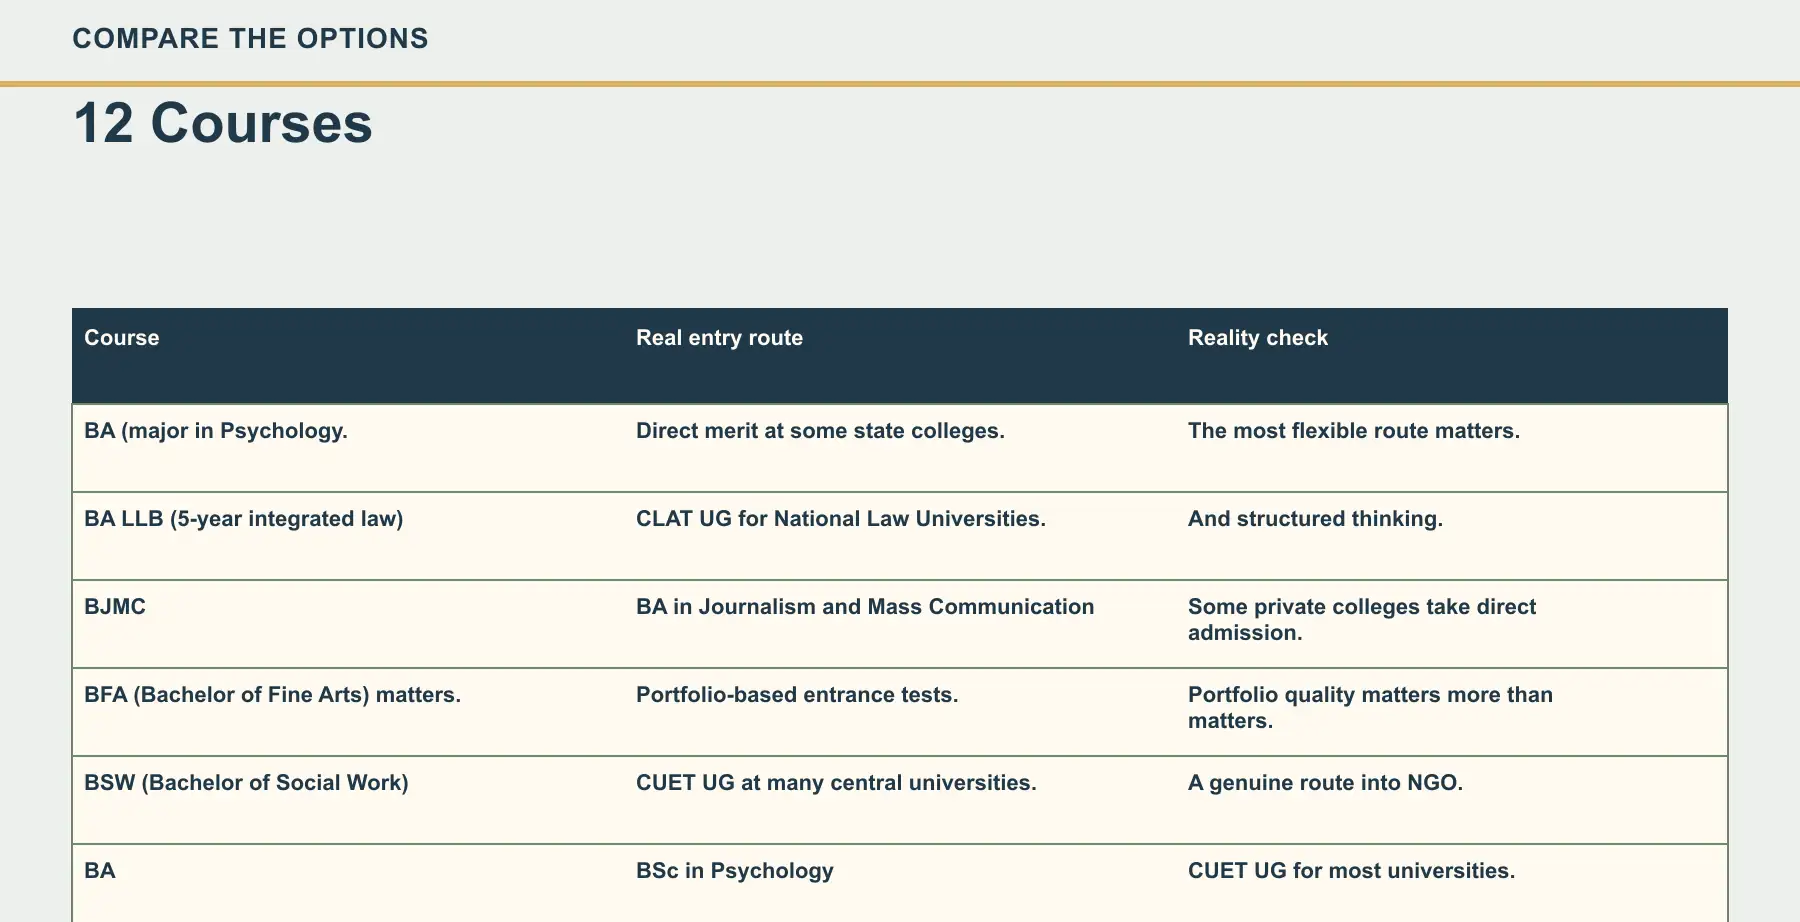 COMPARE THE OPTIONS
12 Courses
Course Real entry route Reality check
BA (major in Psychology. Direct merit at some state colleges. The most flexible route matters.
BA LLB (5-year integrated law) CLAT UG for National Law Universities. And structured thinking.
BJMC BA in Journalism and Mass Communication Some private colleges take direct
admission.
BFA (Bachelor of Fine Arts) matters. Portfolio-based entrance tests. Portfolio quality matters more than
matters.
BSW (Bachelor of Social Work) CUET UG at many central universities. A genuine route into NGO.
BA BSc in Psychology CUET UG for most universities.